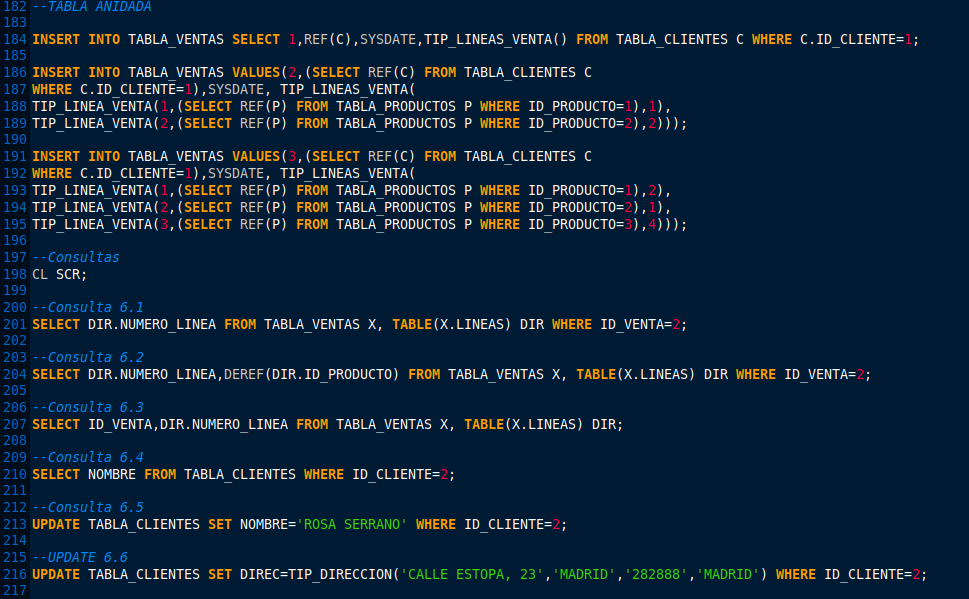 182 --TABLA ANIDADA
183
184 INSERT INTO TABLA_VENTAS SELECT 1,REF(C),SYSDATE,TIP_LINEAS_VENTA() FROM TABLA_CLIENTES C WHERE C.ID_CLIENTE=1;
185
186 INSERT INTO TABLA_VENTAS VALUES(2,(SELECT REF(C) FROM TABLA_CLIENTES C
187 WHERE C.ID_CLIENTE=1),SYSDATE, TIP_LINEAS_VENTA(
188 TIP_LINEA_VENTA(1,(SELECT REF(P) FROM TABLA_PRODUCTOS P WHERE ID_PRODUCTO=1),1),
189 TIP_LINEA_VENTA(2,(SELECT REF(P) FROM TABLA_PRODUCTOS P WHERE ID_PRODUCTO=2),2)));
190
191 INSERT INTO TABLA_VENTAS VALUES(3,(SELECT REF(C) FROM TABLA_CLIENTES C
192 WHERE C.ID_CLIENTE=1),SYSDATE, TIP_LINEAS_VENTA(
193 TIP_LINEA_VENTA(1,(SELECT REF(P) FROM TABLA_PRODUCTOS P WHERE ID_PRODUCTO=1),2),
194 TIP_LINEA_VENTA(2,(SELECT REF(P) FROM TABLA_PRODUCTOS P WHERE ID_PRODUCTO=2),1),
195 TIP_LINEA_VENTA(3,(SELECT REF(P) FROM TABLA_PRODUCTOS P WHERE ID_PRODUCTO=3),4)));
196
197 --Consultas
198 CL SCR;
199
200 --Consulta 6.1
201 SELECT DIR.NUMERO_LINEA FROM TABLA_VENTAS X, TABLE(X.LINEAS) DIR WHERE ID_VENTA=2;
202
203 --Consulta 6.2
204 SELECT DIR.NUMERO_LINEA,DEREF(DIR.ID_PRODUCTO) FROM TABLA_VENTAS X, TABLE(X.LINEAS) DIR WHERE ID_VENTA=2;
205
206 --Consulta 6.3
207 SELECT ID_VENTA,DIR.NUMERO_LINEA FROM TABLA_VENTAS X, TABLE(X.LINEAS) DIR;
208
209 --Consulta 6.4
210 SELECT NOMBRE FROM TABLA_CLIENTES WHERE ID_CLIENTE=2;
211
212 --Consulta 6.5
213 UPDATE TABLA_CLIENTES SET NOMBRE='ROSA SERRANO' WHERE ID_CLIENTE=2;
214
215 --UPDATE 6.6
216 UPDATE TABLA_CLIENTES SET DIREC=TIP_DIRECCION('CALLE ESTOPA, 23','MADRID','282888','MADRID') WHERE ID_CLIENTE=2;
217